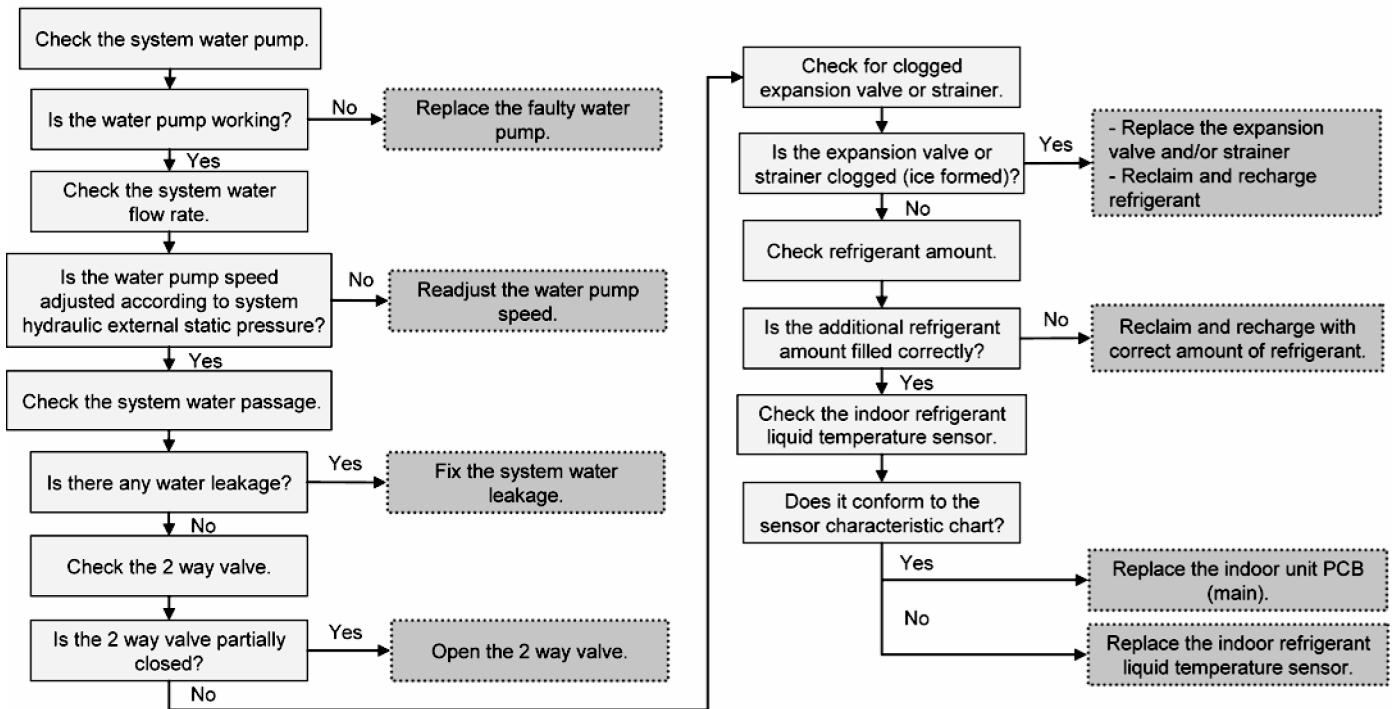 Check the system water pump.
Is the water pump working?
No
Replace the faulty water
pump.
Yes
Check the system water
flow rate.
Is the water pump speed
adjusted according to system
hydraulic external static pressure?
No
Readjust the water pump
speed.
Yes
Check the system water passage.
Is there any water leakage?
Yes
Fix the system water
leakage.
No
Check the 2 way valve.
Is the 2 way valve partially
closed?
Yes
Open the 2 way valve.
No
Check for clogged
expansion valve or strainer.
Is the expansion valve or
strainer clogged (ice formed)?
Yes
- Replace the expansion
valve and/or strainer
- Reclaim and recharge
refrigerant
No
Check refrigerant amount.
Is the additional refrigerant
amount filled correctly?
No
Reclaim and recharge with
correct amount of refrigerant.
Yes
Check the indoor refrigerant
liquid temperature sensor.
Does it conform to the
sensor characteristic chart?
Yes
Replace the indoor unit PCB
(main).
No
Replace the indoor refrigerant
liquid temperature sensor.